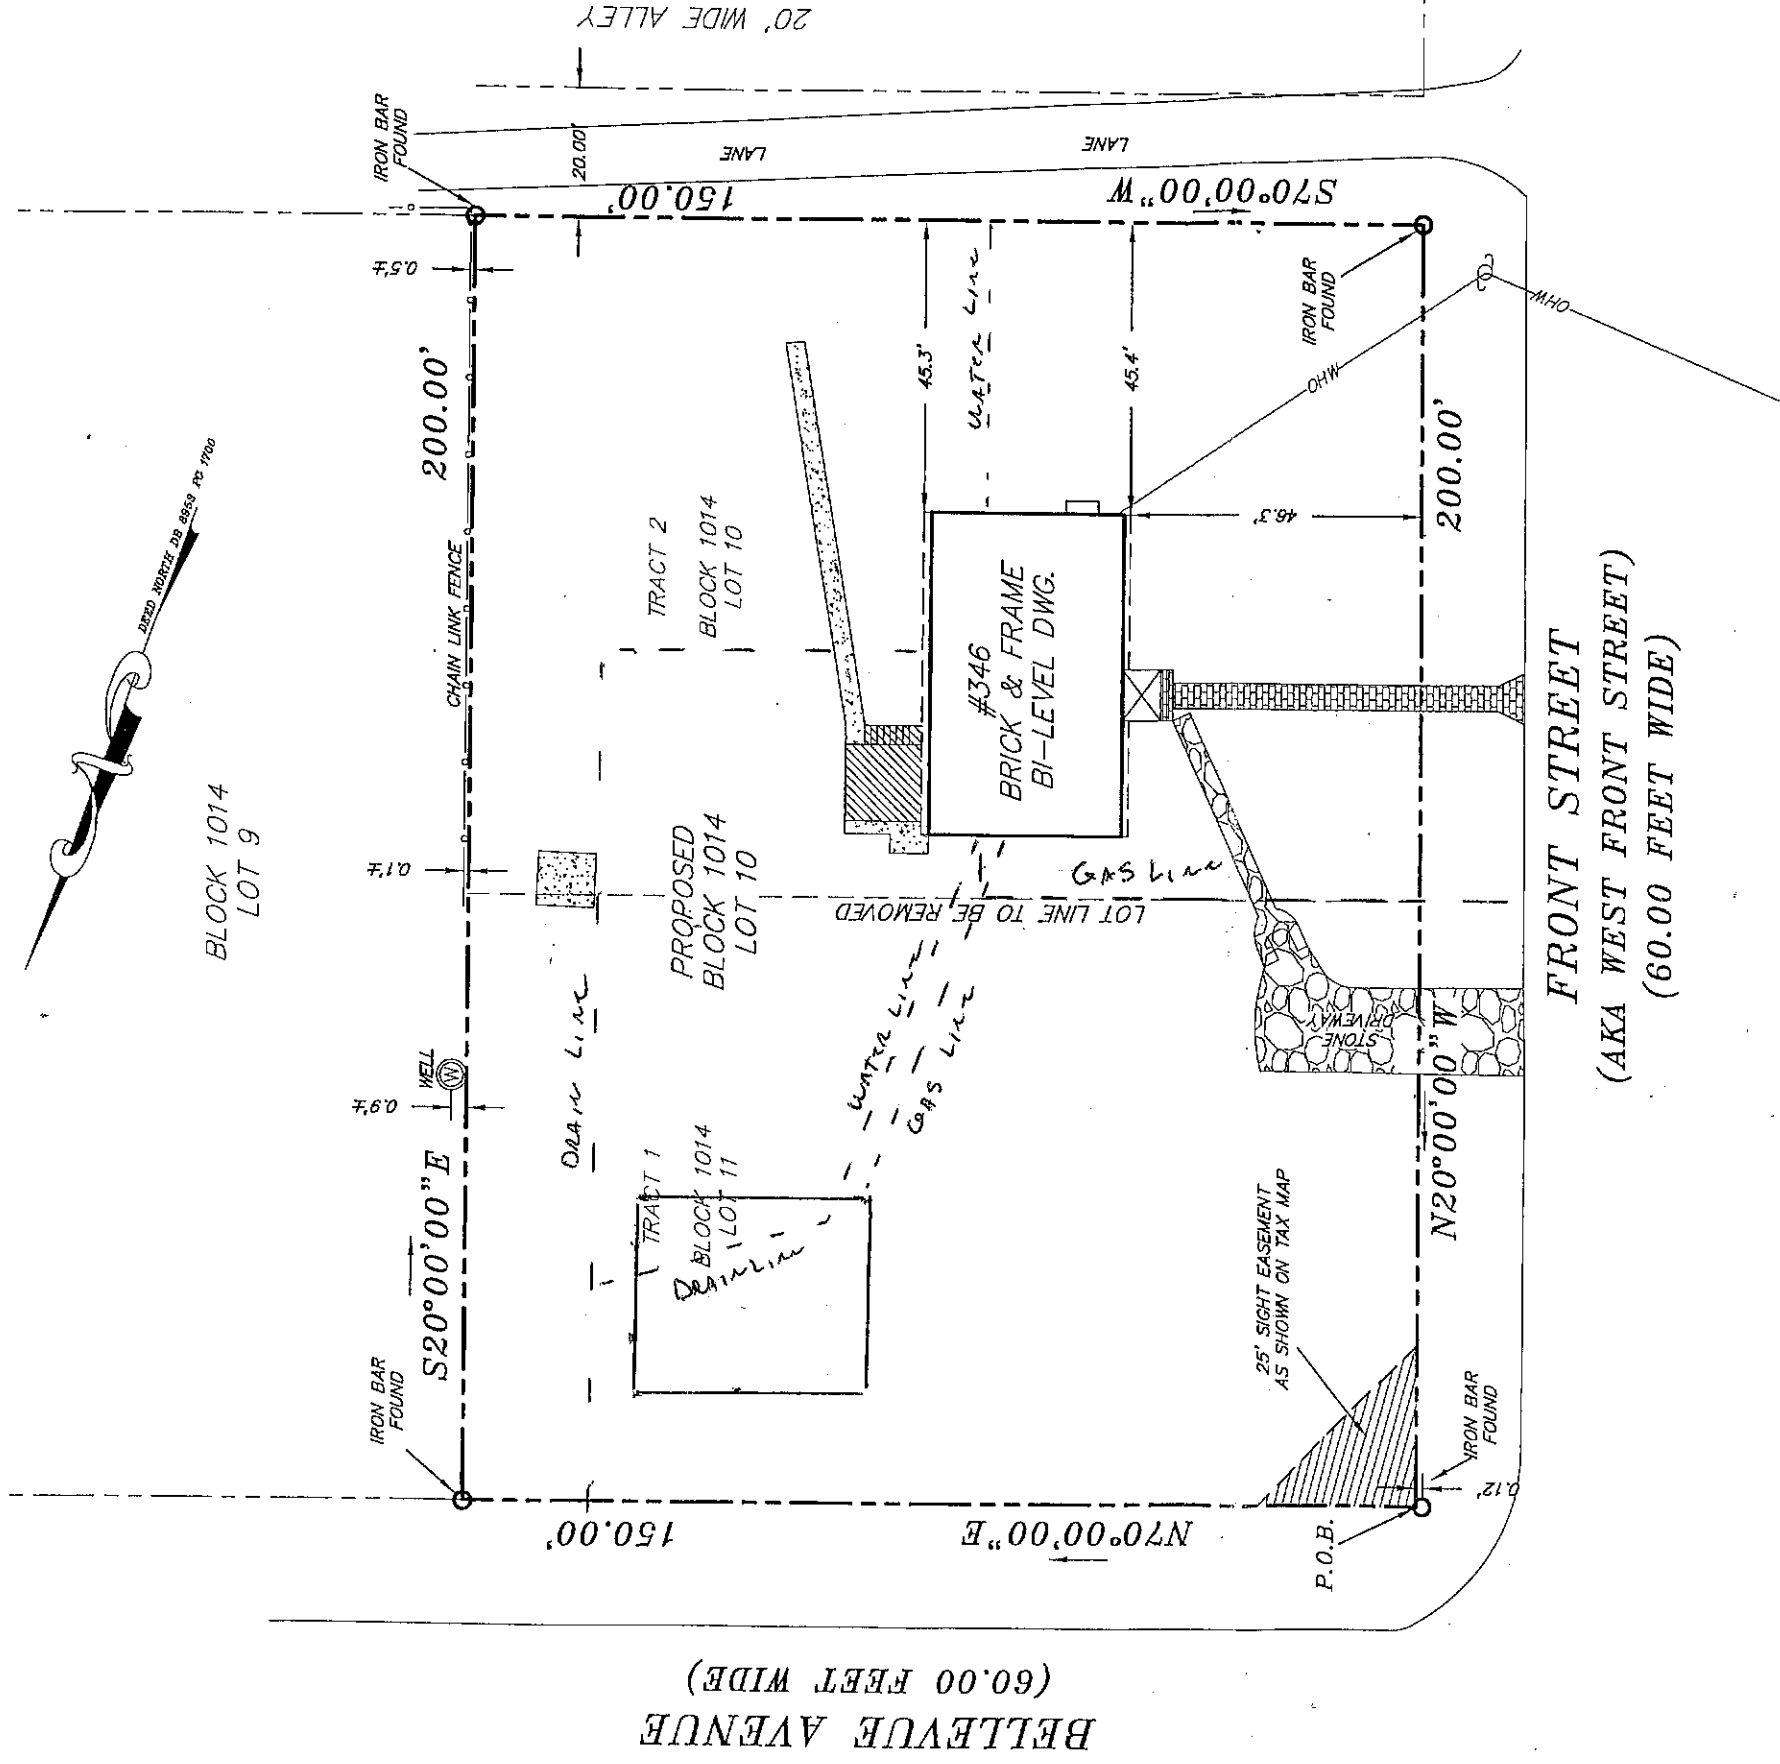 20' WIDE ALLEY
IRON BAR
FOUND
20.00'
LANE
LANE
150.00'
S70°00'00"W
0.5'±
200.00'
CHAIN LINK FENCE
DEED NORTH DB 8953 PG 1700
45.3'
WATER LINE
45.4'
IRON BAR
FOUND
OHW
OHW
46.3'
200.00'
TRACT 2
BLOCK 1014
LOT 10
#346
BRICK & FRAME
BI-LEVEL DWG.
BLOCK 1014
LOT 9
0.1'±
PROPOSED
BLOCK 1014
LOT 10
GAS LINE
LOT LINE TO BE REMOVED
FRONT STREET
(AKA WEST FRONT STREET)
(60.00 FEET WIDE)
WELL
W
0.9'±
DRAIN LINE
WATER LINE
GAS LINE
STONE
DRIVEWAY
N20°00'00"W
S20°00'00"E
TRACT 1
BLOCK 1014
LOT 11
DRAINLINE
25' SIGHT EASEMENT
AS SHOWN ON TAX MAP
IRON BAR
FOUND
IRON BAR
FOUND
0.12'
150.00'
N70°00'00"E
P.O.B.
(60.00 FEET WIDE)
BELLEVUE AVENUE